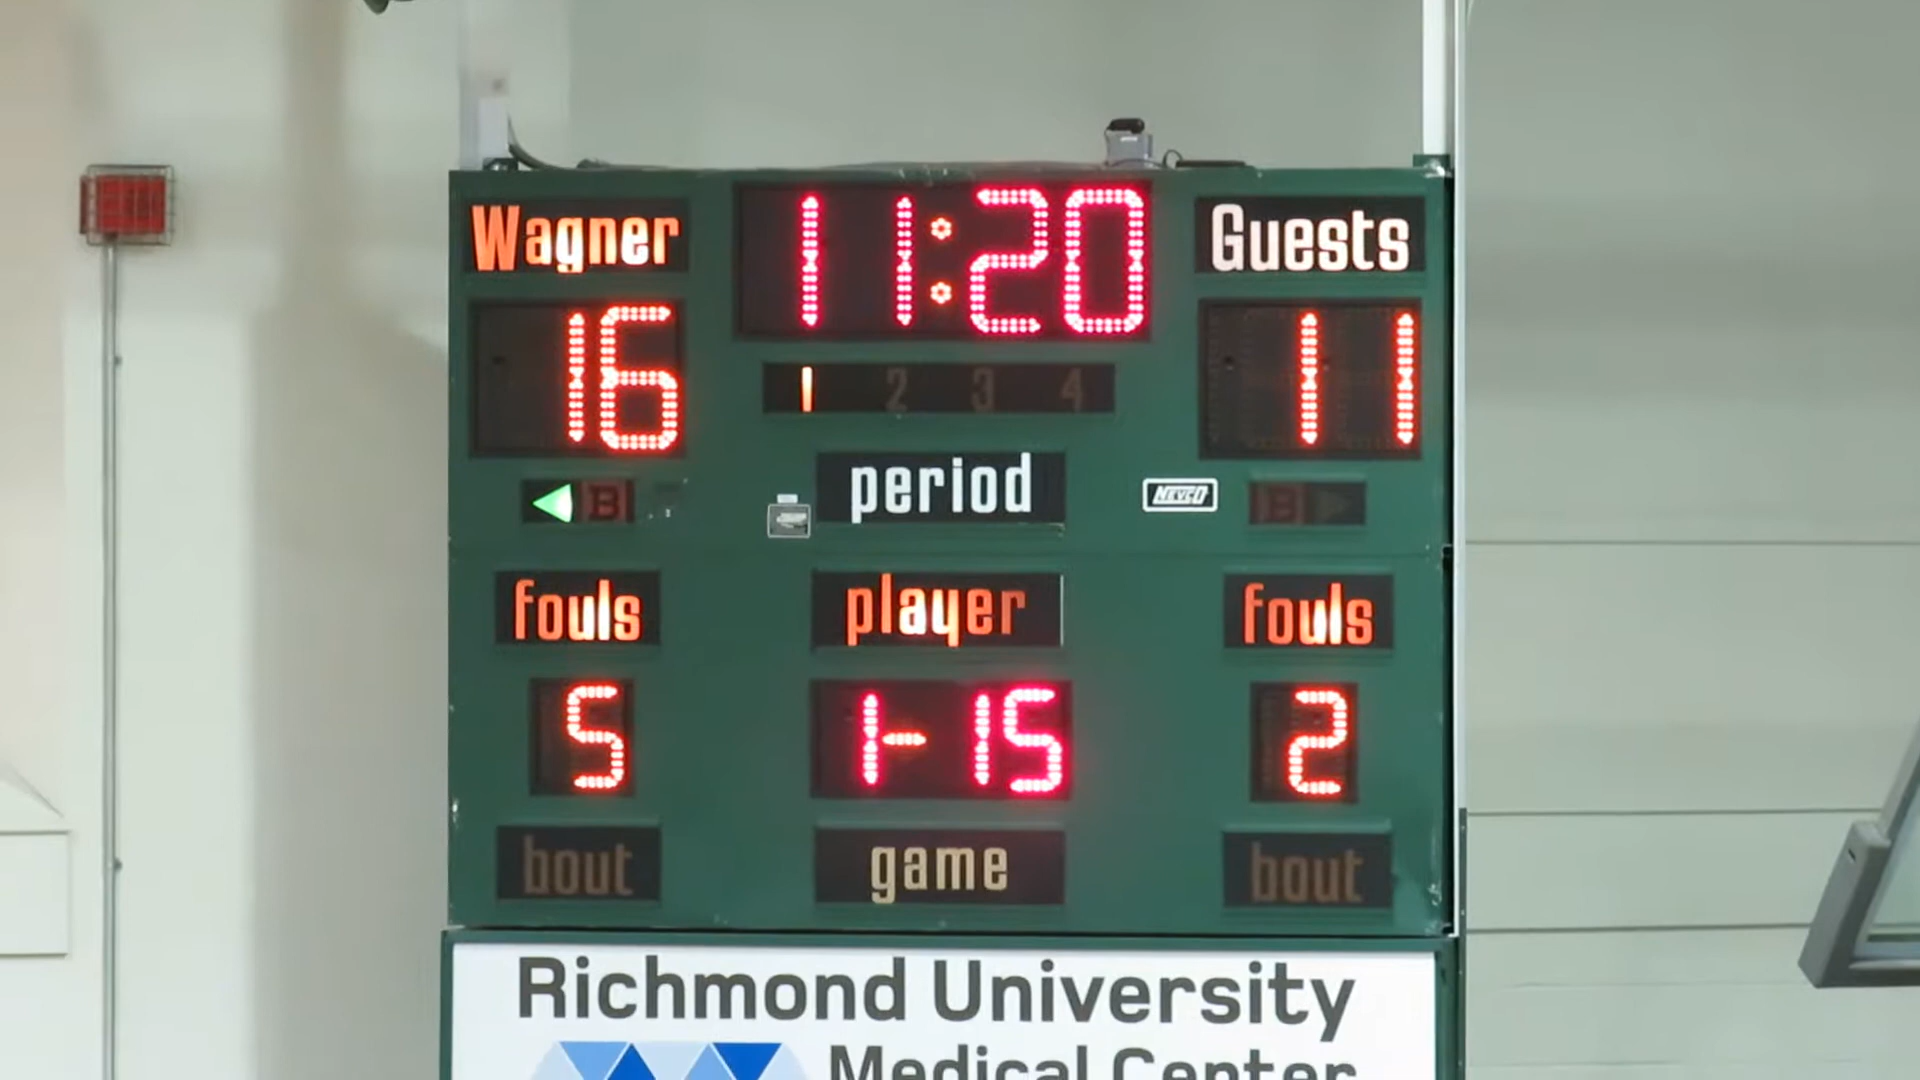 Wagner 11:20 Guests
16 1 2 3 4 11
B period NEVCO B
fouls player fouls
5 1- 15 2
bout game bout
Richmond University
Medical Center